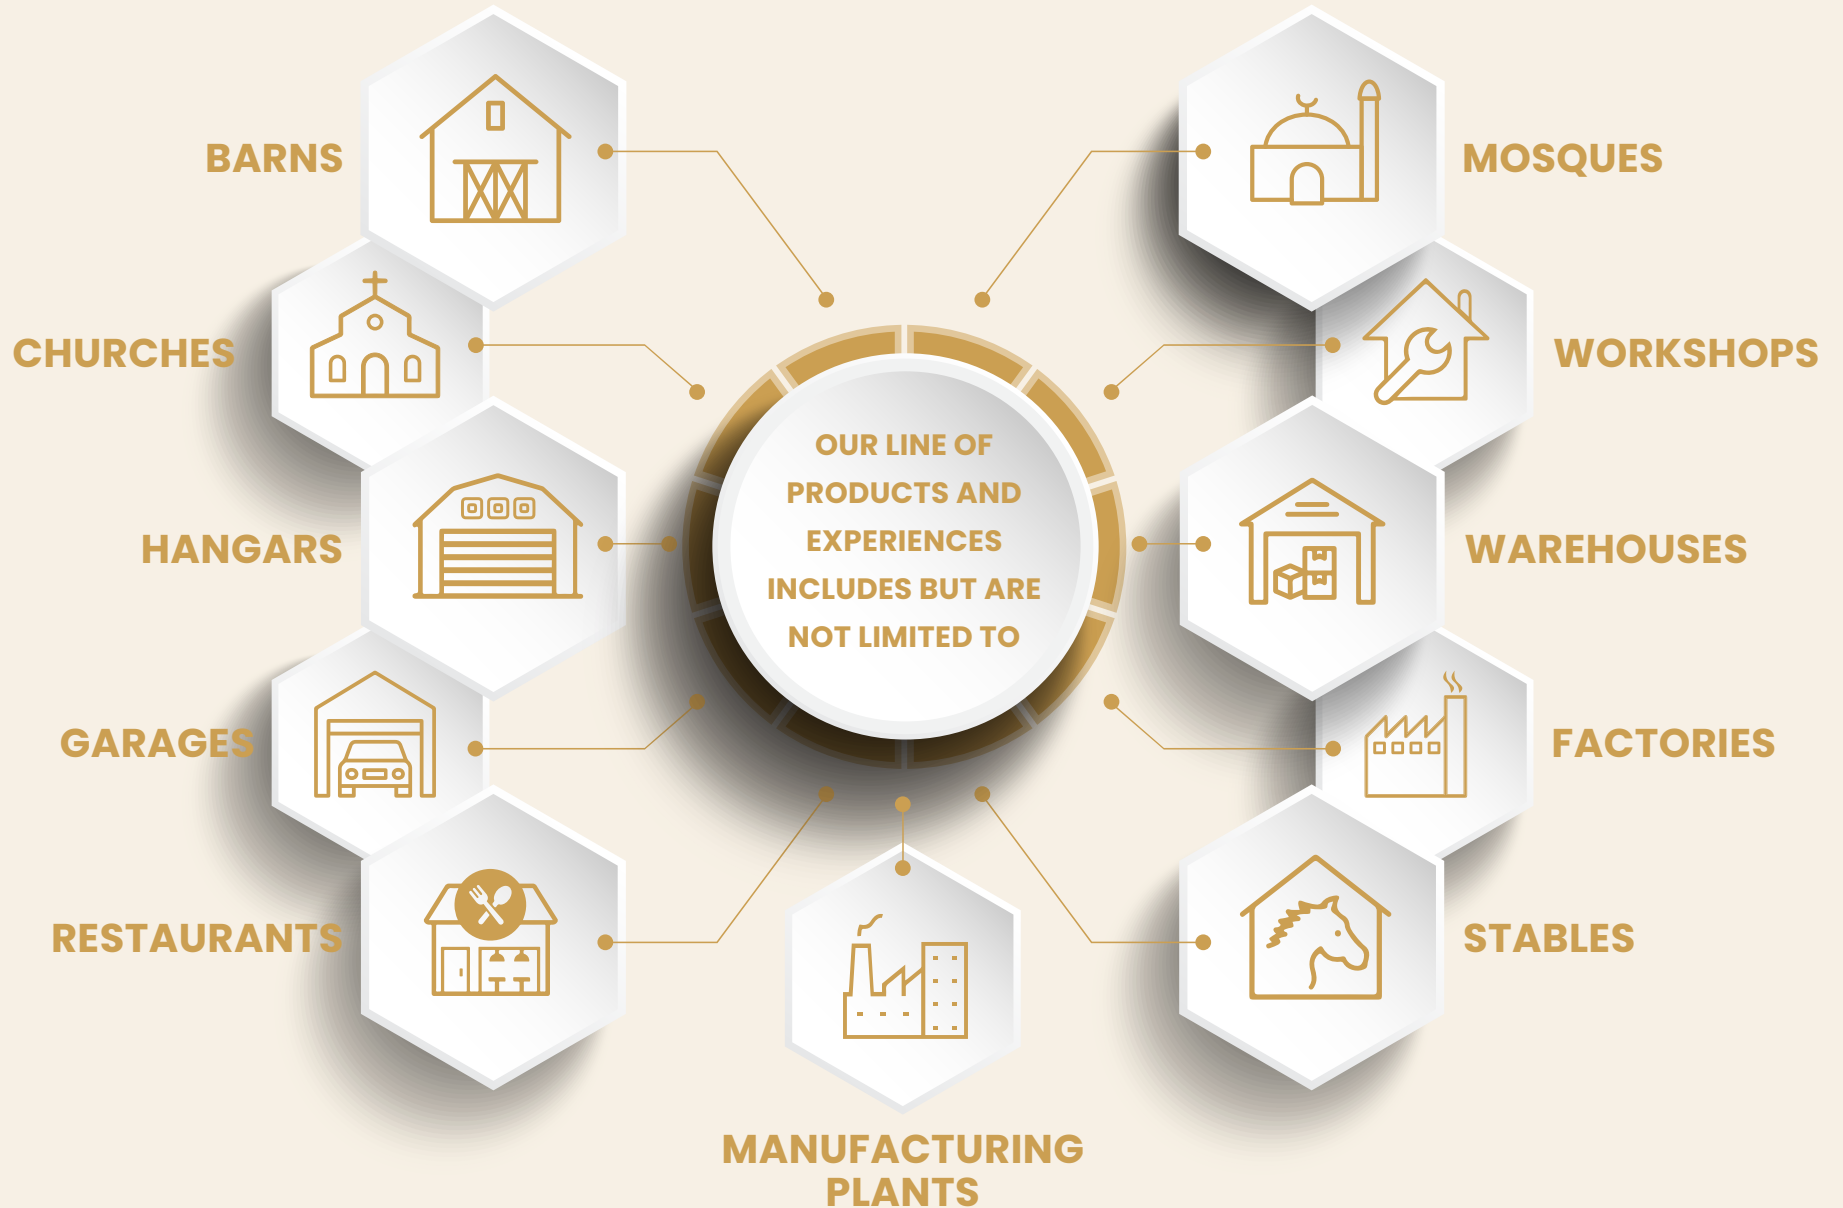 BARNS
CHURCHES
HANGARS
GARAGES
RESTAURANTS
OUR LINE OF
PRODUCTS AND
EXPERIENCES
INCLUDES BUT ARE
NOT LIMITED TO
MOSQUES
WORKSHOPS
WAREHOUSES
FACTORIES
STABLES
MANUFACTURING
PLANTS